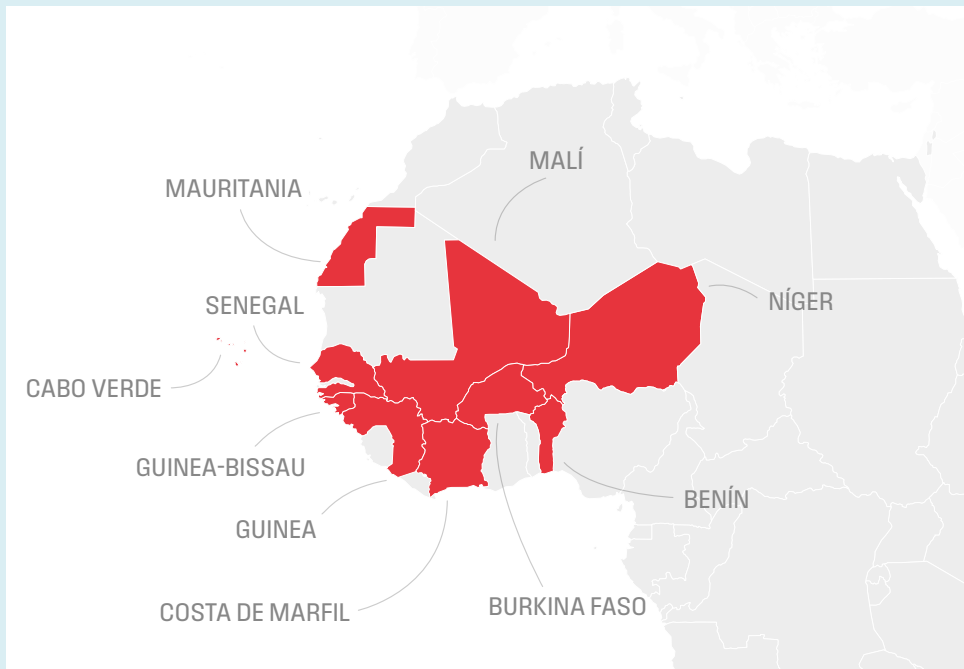 MALÍ
MAURITANIA
SENEGAL
NÍGER
CABO VERDE
GUINEA-BISSAU
BENÍN
GUINEA
COSTA DE MARFIL
BURKINA FASO